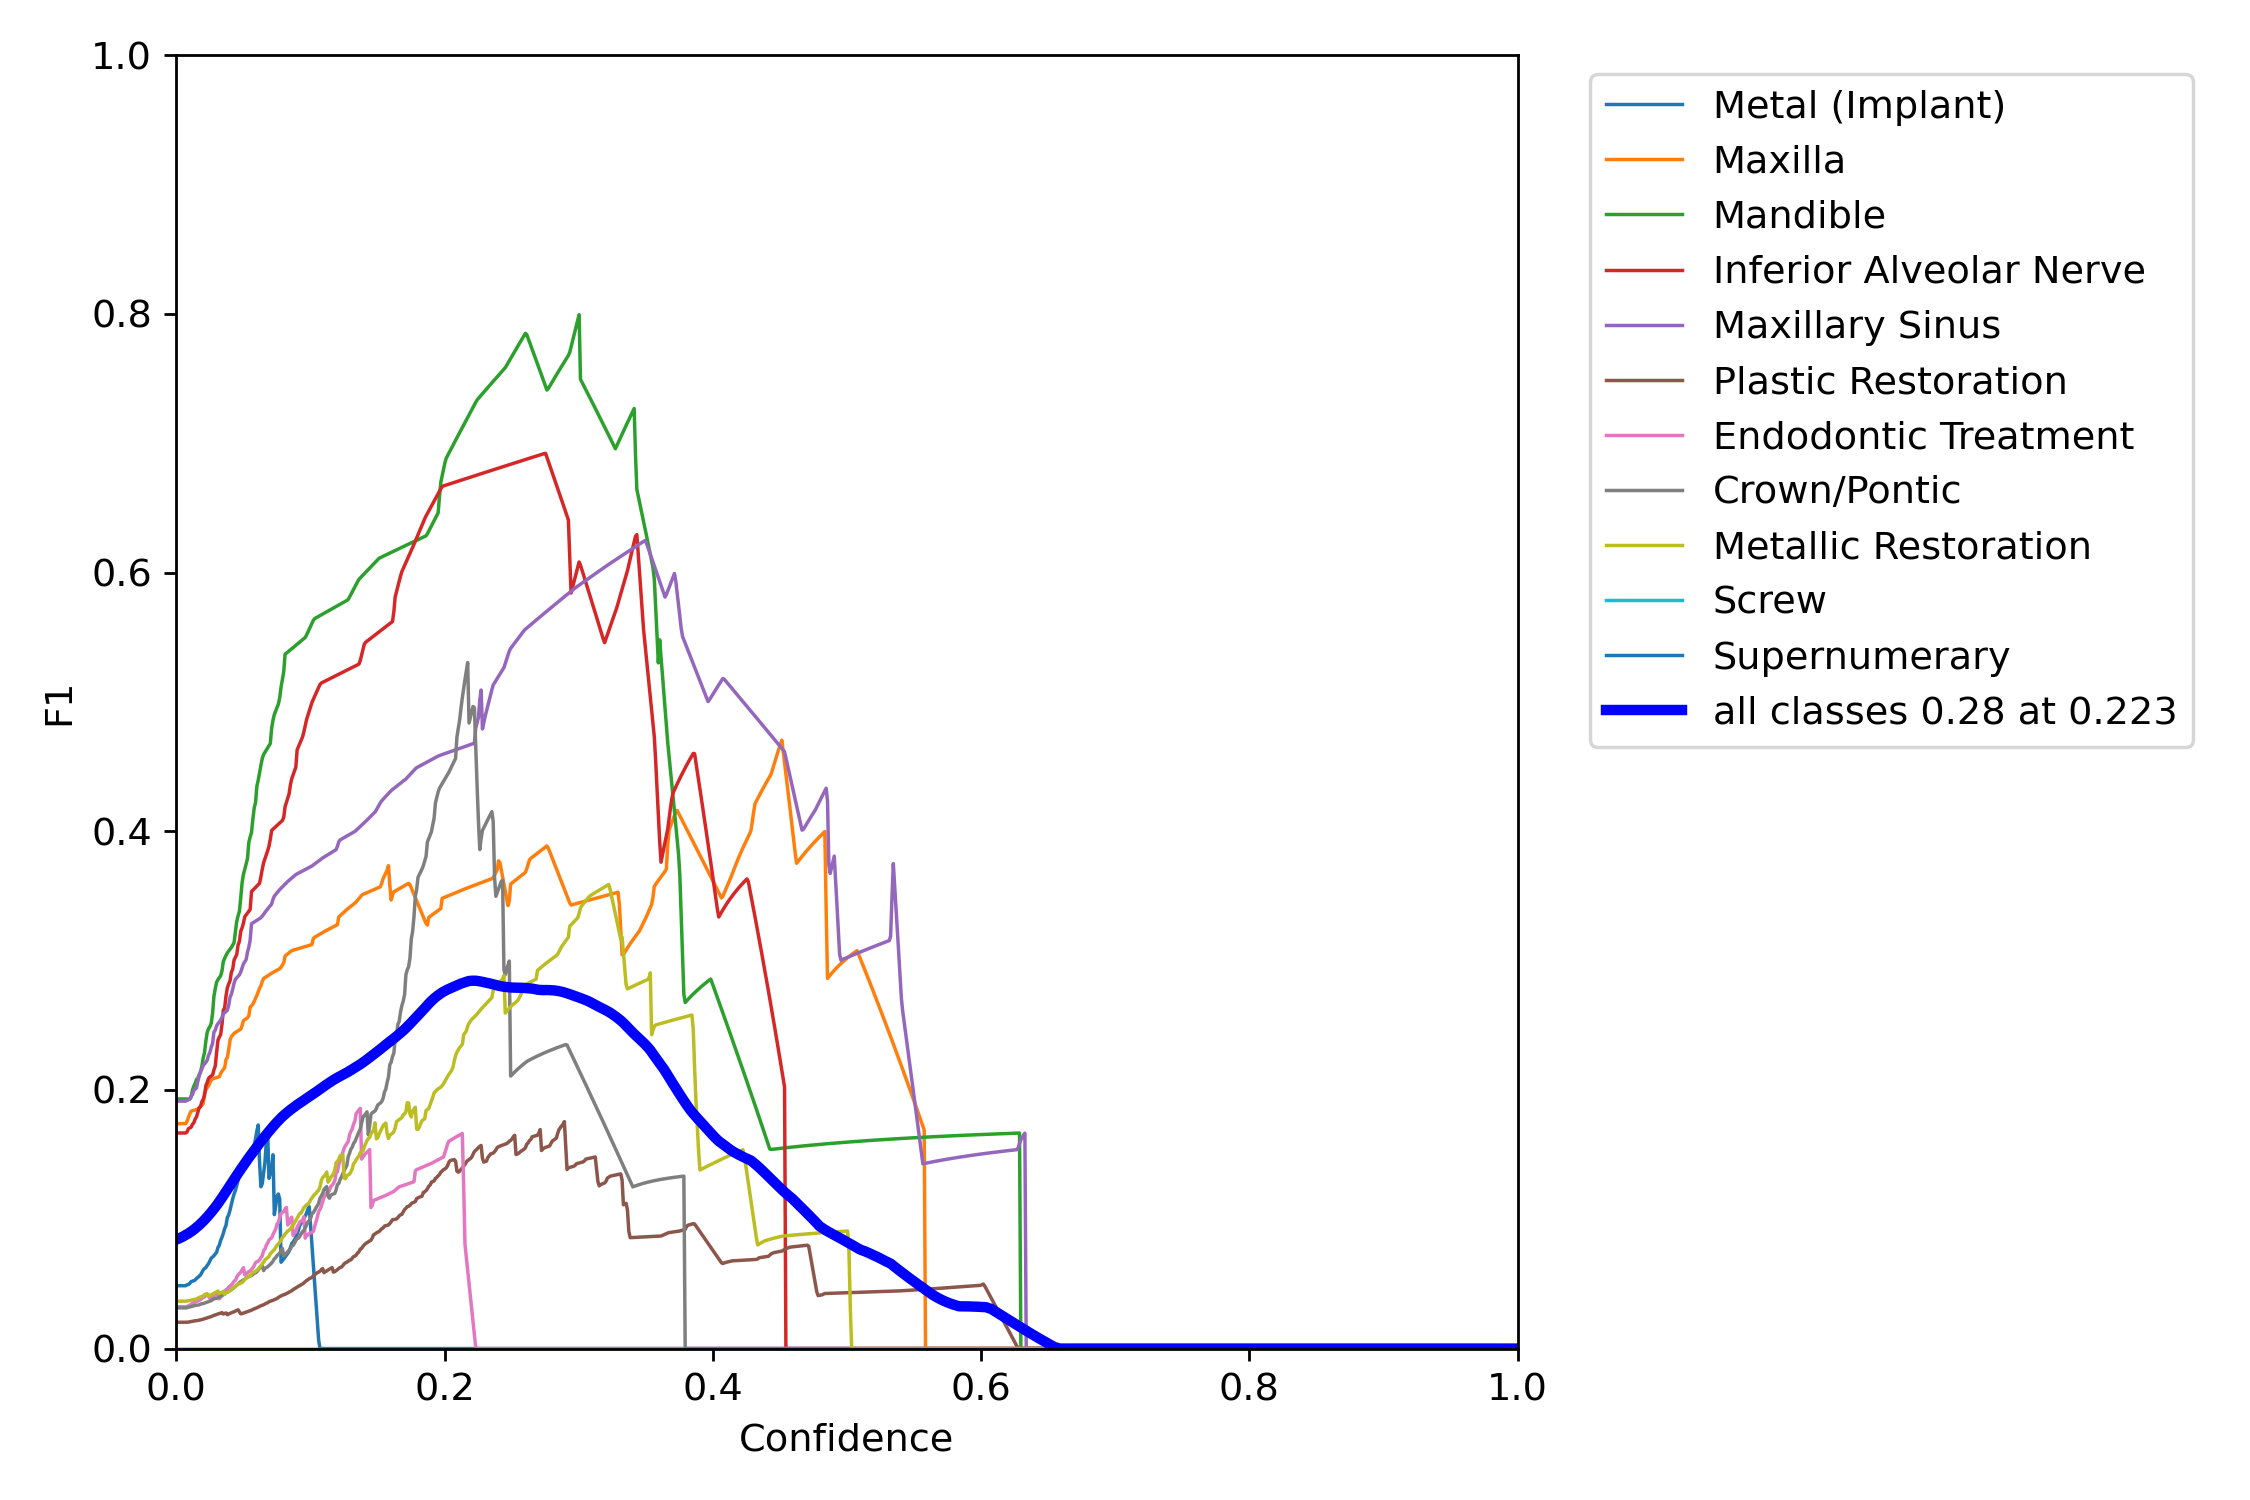 1.0
0.8
0.6
0.4
0.2
0.0
F1
0.0 0.2 0.4 0.6 0.8 1.0
Confidence
Metal (Implant)
Maxilla
Mandible
Inferior Alveolar Nerve
Maxillary Sinus
Plastic Restoration
Endodontic Treatment
Crown/Pontic
Metallic Restoration
Screw
Supernumerary
all classes 0.28 at 0.223